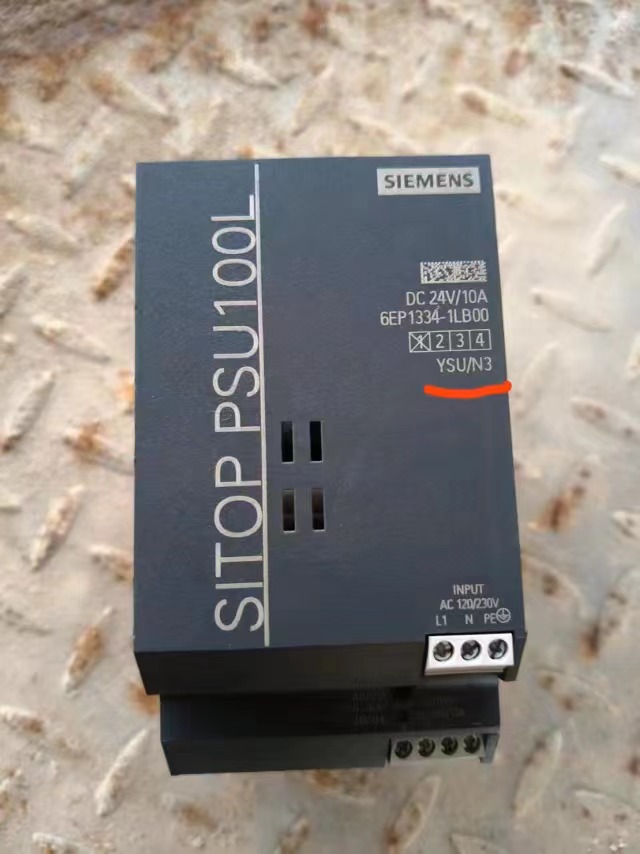 SIEMENS
SITOP PSU100L
DC 24V/10A
6EP1334-1LB00
2 3 4
YSU/N3
INPUT
AC 120/230V
L1 N PE